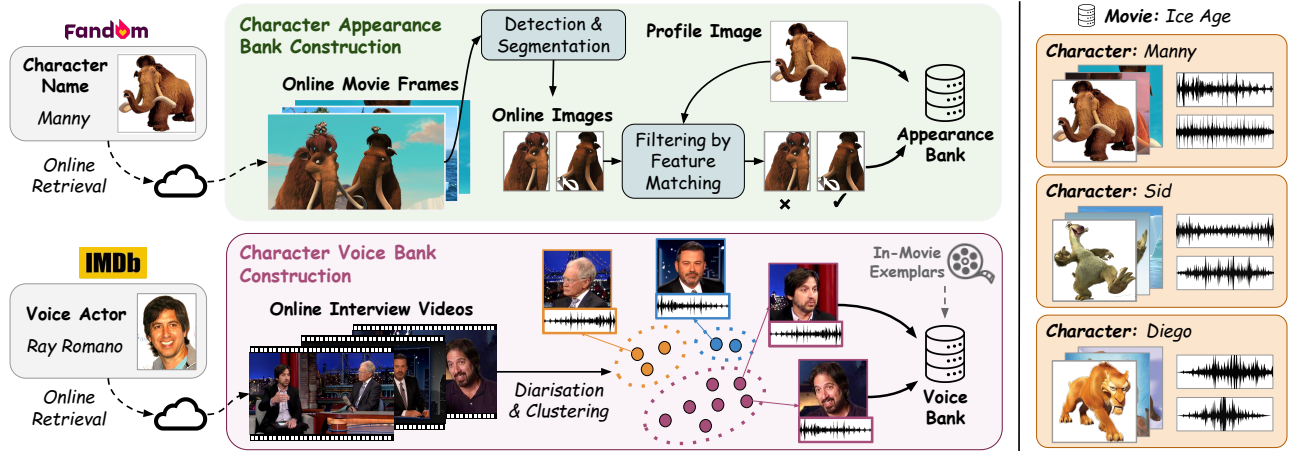 Fandom
Character
Name
Manny
Online
Retrieval
Character Appearance
Bank Construction
Online Movie Frames
Detection &
Segmentation
Online Images
Profile Image
Filtering by
Feature
Matching
Appearance
Bank
IMDb
Voice Actor
Ray Romano
Online
Retrieval
Character Voice Bank
Construction
Online Interview Videos
Diarisation
& Clustering
In-Movie
Exemplars
Voice
Bank
Movie: Ice Age
Character: Manny
Character: Sid
Character: Diego